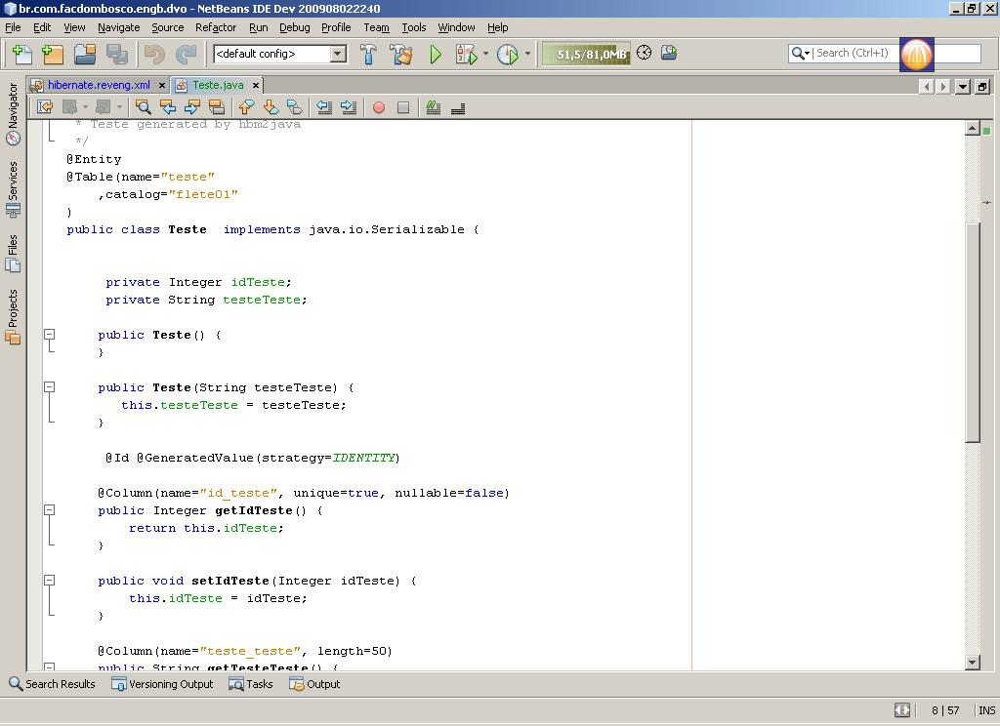 br.com.facdombosco.engb.dvo - NetBeans IDE Dev 200908022240
File Edit View Navigate Source Refactor Run Debug Profile Team Tools Window Help
<default config> 51,5/81,0MB Search (Ctrl+I)
hibernate.reveng.xml Teste.java
Navigator
Services
Files
Projects
* Teste generated by hbm2java
*/
@Entity
@Table(name="teste"
,catalog="flete01"
)
public class Teste  implements java.io.Serializable {
private Integer idTeste;
private String testeTeste;
public Teste() {
}
public Teste(String testeTeste) {
this.testeTeste = testeTeste;
}
@Id @GeneratedValue(strategy=IDENTITY)
@Column(name="id_teste", unique=true, nullable=false)
public Integer getIdTeste() {
return this.idTeste;
}
public void setIdTeste(Integer idTeste) {
this.idTeste = idTeste;
}
@Column(name="teste_teste", length=50)
public String getTesteTeste() {
Search Results Versioning Output Tasks Output
8 | 57 INS